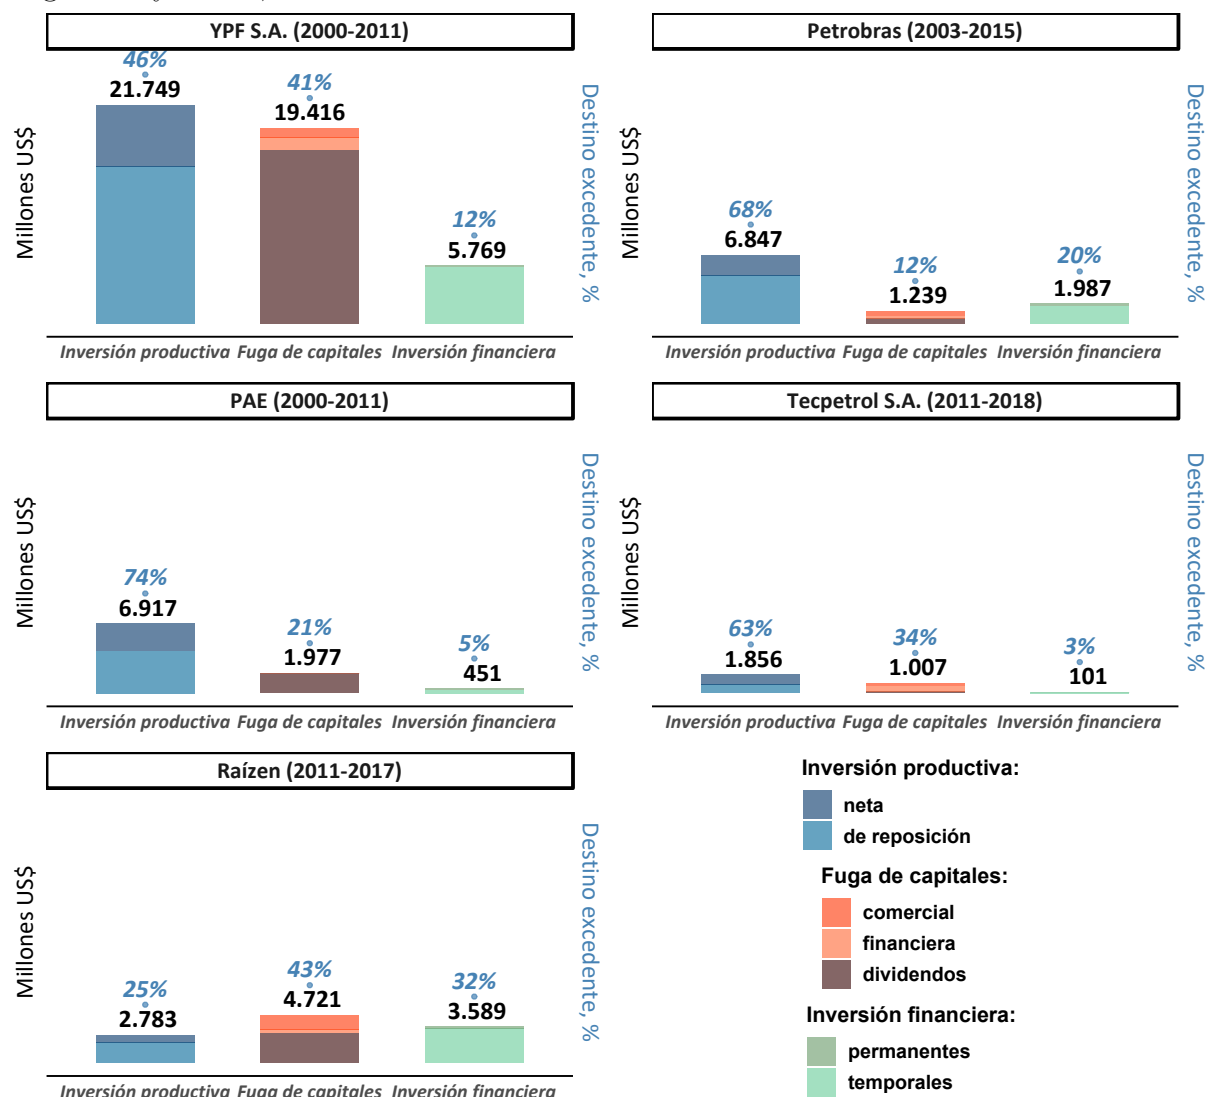 YPF S.A. (2000-2011)
Millones US$
46%
21.749
41%
19.416
12%
5.769
Destino excedente, %
Inversión productiva Fuga de capitales Inversión financiera
Petrobras (2003-2015)
Millones US$
68%
6.847
12%
1.239
20%
1.987
Destino excedente, %
Inversión productiva Fuga de capitales Inversión financiera
PAE (2000-2011)
Millones US$
74%
6.917
21%
1.977
5%
451
Destino excedente, %
Inversión productiva Fuga de capitales Inversión financiera
Tecpetrol S.A. (2011-2018)
Millones US$
63%
1.856
34%
1.007
3%
101
Destino excedente, %
Inversión productiva Fuga de capitales Inversión financiera
Raízen (2011-2017)
Millones US$
25%
2.783
43%
4.721
32%
3.589
Destino excedente, %
Inversión productiva Fuga de capitales Inversión financiera
Inversión productiva:
neta
de reposición
Fuga de capitales:
comercial
financiera
dividendos
Inversión financiera:
permanentes
temporales